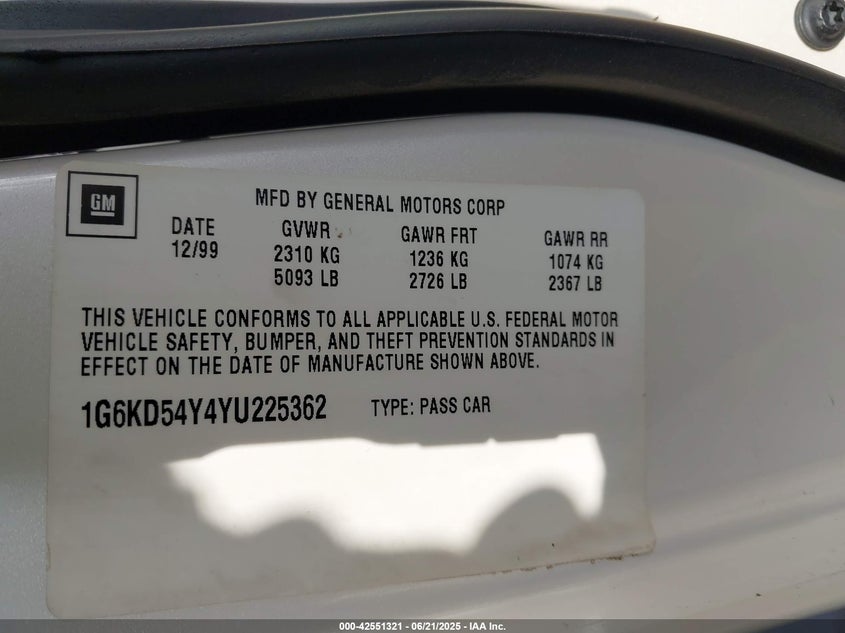 GM
MFD BY GENERAL MOTORS CORP
DATE GVWR GAWR FRT GAWR RR
12/99 2310 KG 1236 KG 1074 KG
5093 LB 2726 LB 2367 LB
THIS VEHICLE CONFORMS TO ALL APPLICABLE U.S. FEDERAL MOTOR
VEHICLE SAFETY, BUMPER, AND THEFT PREVENTION STANDARDS IN
EFFECT ON THE DATE OF MANUFACTURE SHOWN ABOVE.
1G6KD54Y4YU225362 TYPE: PASS CAR
000-42551321 - 06/21/2025 - IAA Inc.